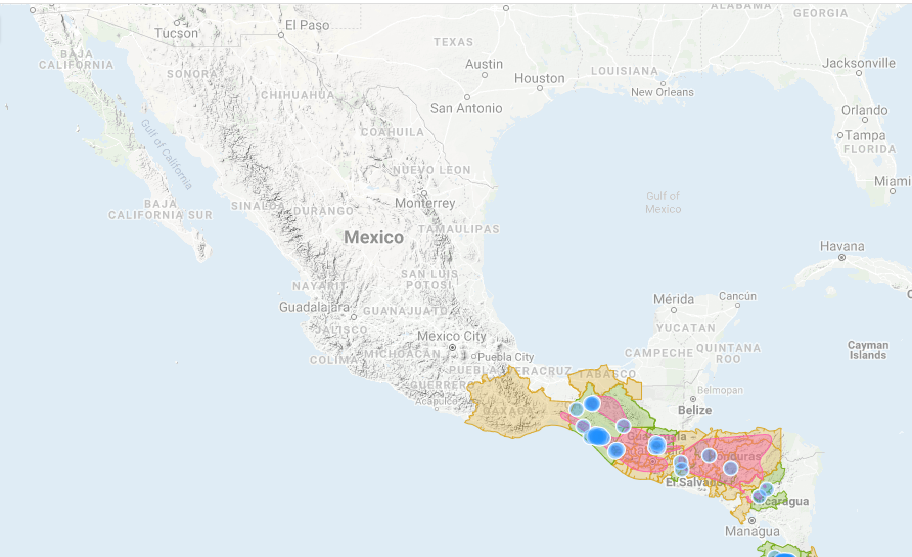 ALABAMA
GEORGIA
Tucson
El Paso
TEXAS
BAJA
CALIFORNIA
SONORA
Austin
Houston
LOUISIANA
Jacksonville
CHIHUAHUA
San Antonio
New Orleans
Orlando
COAHUILA
Tampa
FLORIDA
Gulf of California
NUEVO LEON
Miami
Monterrey
Gulf of
Mexico
BAJA
CALIFORNIA SUR
SINALOA
DURANGO
TAMAULIPAS
Mexico
Havana
SAN LUIS
POTOSI
NAYARIT
Mérida
Cancún
Guadalajara
GUANAJUATO
JALISCO
Mexico City
YUCATAN
COLIMA
MICHOACÁN
Puebla City
CAMPECHE
QUINTANA
ROO
Cayman
Islands
PUEBLA
VERACRUZ
TABASCO
GUERRERO
Belmopan
Acapulco
OAXACA
Belize
Guatemala
Honduras
El Salvador
Nicaragua
Managua